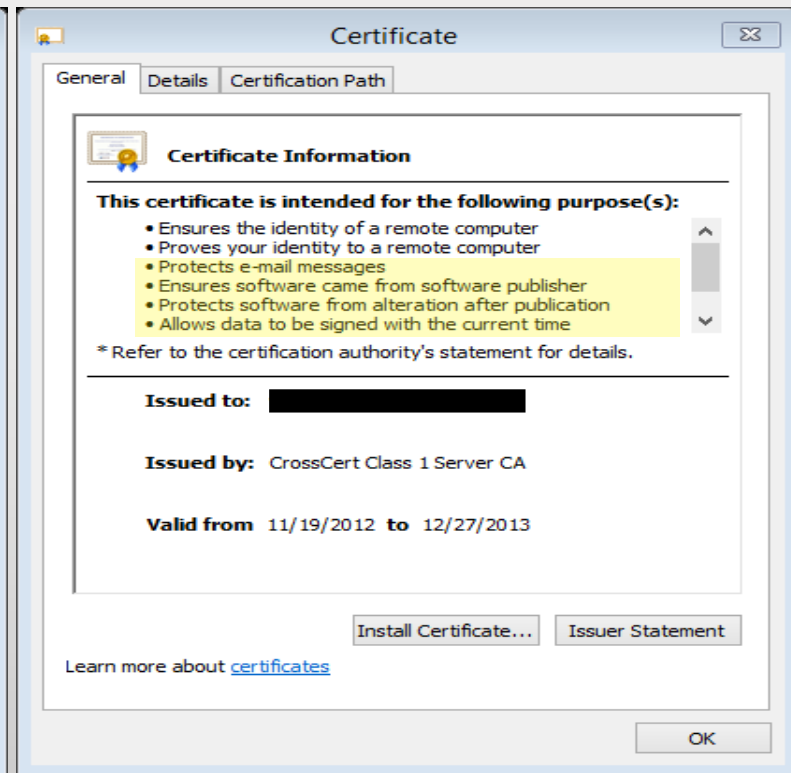 Certificate
General Details Certification Path
Certificate Information
This certificate is intended for the following purpose(s):
• Ensures the identity of a remote computer
• Proves your identity to a remote computer
• Protects e-mail messages
• Ensures software came from software publisher
• Protects software from alteration after publication
• Allows data to be signed with the current time
* Refer to the certification authority's statement for details.
Issued to:
Issued by: CrossCert Class 1 Server CA
Valid from 11/19/2012 to 12/27/2013
Install Certificate... Issuer Statement
Learn more about certificates
OK